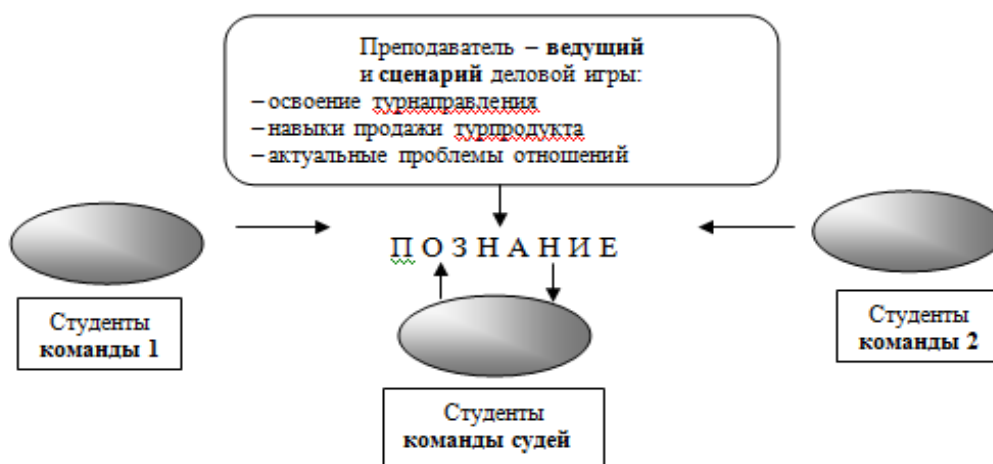 Преподаватель – ведущий
и сценарий деловой игры:
– освоение турнаправления
– навыки продажи турпродукта
– актуальные проблемы отношений
П О З Н А Н И Е
Студенты
команды 1
Студенты
команды 2
Студенты
команды судей